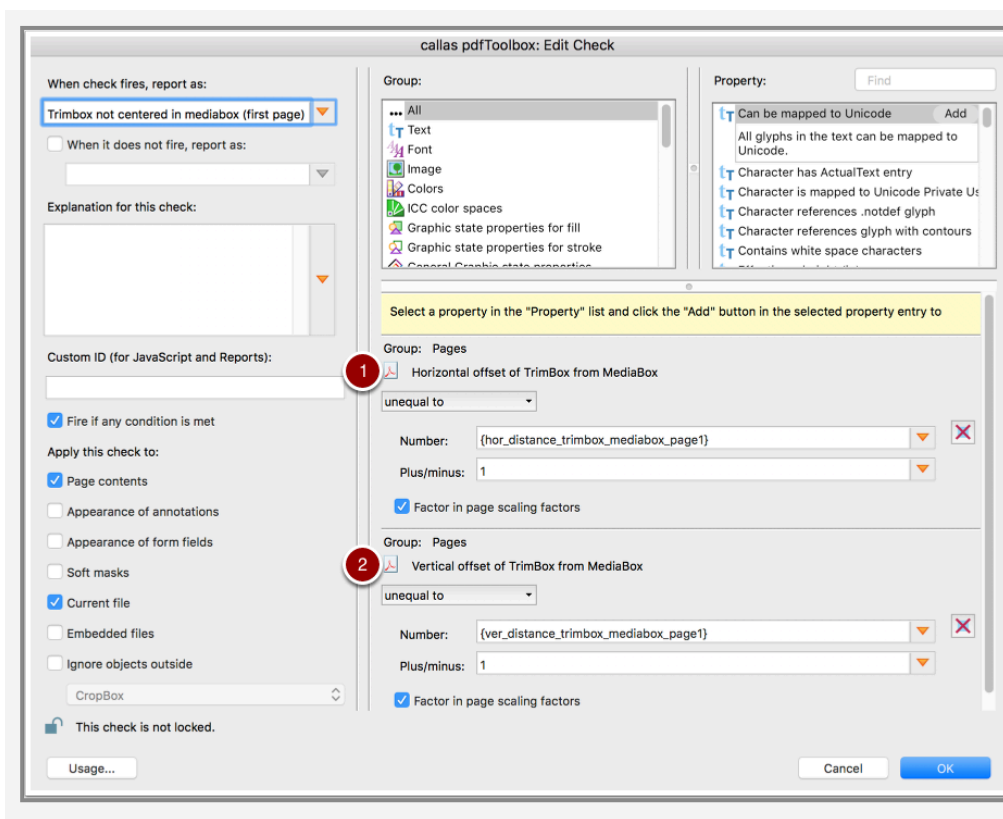 callas pdfToolbox: Edit Check
When check fires, report as:
Trimbox not centered in mediabox (first page)
When it does not fire, report as:
Explanation for this check:
Custom ID (for JavaScript and Reports):
Fire if any condition is met
Apply this check to:
Page contents
Appearance of annotations
Appearance of form fields
Soft masks
Current file
Embedded files
Ignore objects outside
CropBox
This check is not locked.
Usage...
Group:
... All
Text
Font
Image
Colors
ICC color spaces
Graphic state properties for fill
Graphic state properties for stroke
General Graphic state properties
Property:
Find
Can be mapped to Unicode
Add
All glyphs in the text can be mapped to
Unicode.
Character has ActualText entry
Character is mapped to Unicode Private Us
Character references .notdef glyph
Character references glyph with contours
Contains white space characters
Select a property in the "Property" list and click the "Add" button in the selected property entry to
Group: Pages
1 Horizontal offset of TrimBox from MediaBox
unequal to
Number: {hor_distance_trimbox_mediabox_page1}
Plus/minus: 1
Factor in page scaling factors
Group: Pages
2 Vertical offset of TrimBox from MediaBox
unequal to
Number: {ver_distance_trimbox_mediabox_page1}
Plus/minus: 1
Factor in page scaling factors
Cancel
OK